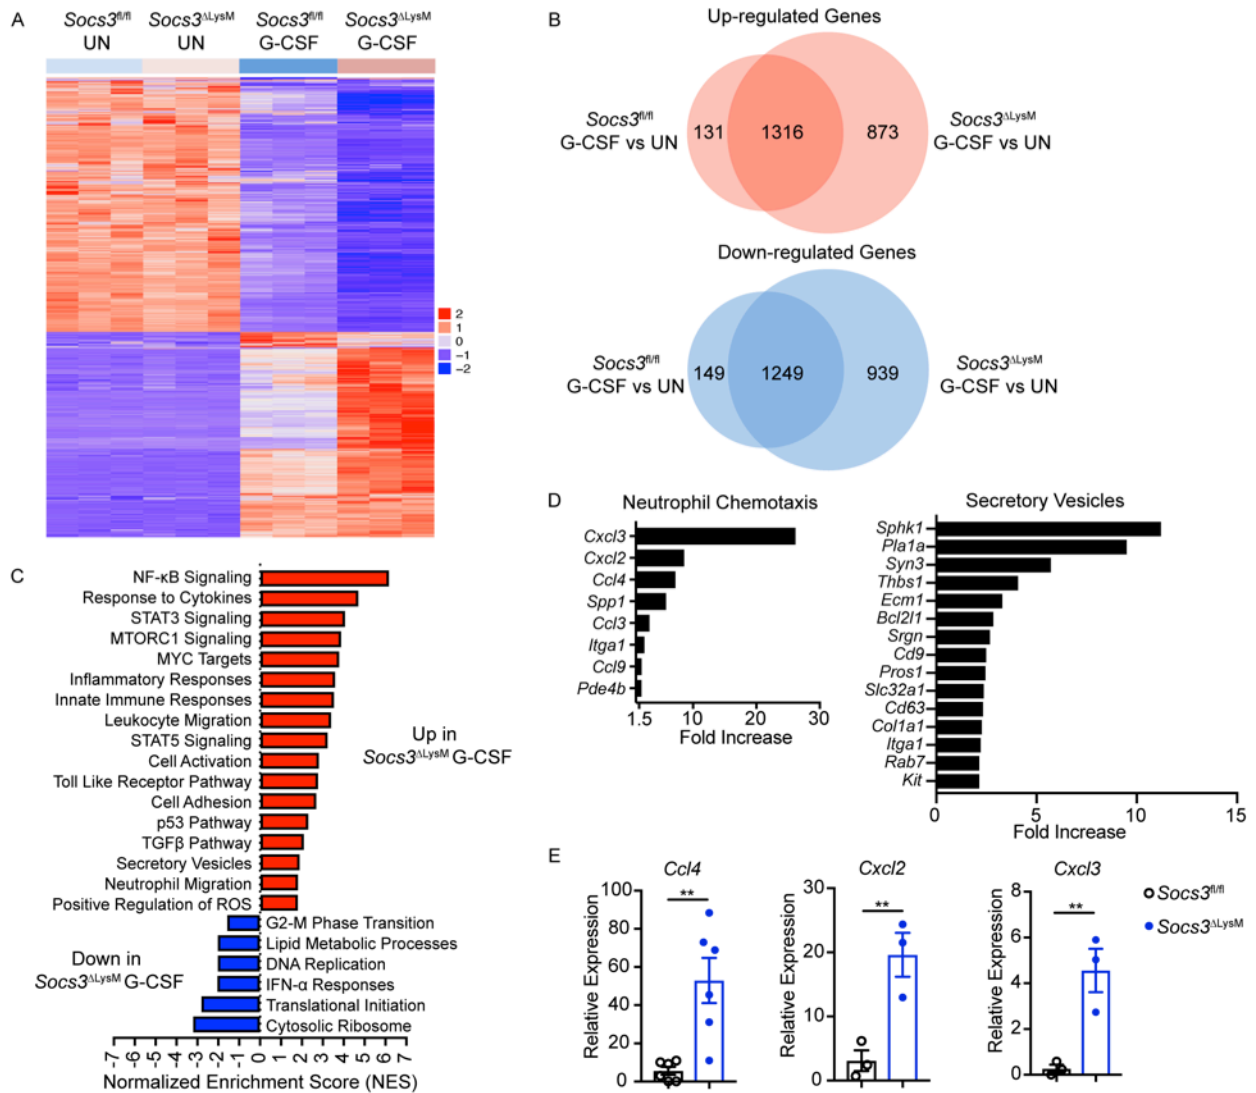 A
Socs3fl/fl UN
Socs3ΔLysM UN
Socs3fl/fl G-CSF
Socs3ΔLysM G-CSF
2
1
0
−1
−2
B
Up-regulated Genes
Socs3fl/fl
G-CSF vs UN
131
1316
873
Socs3ΔLysM
G-CSF vs UN
Down-regulated Genes
Socs3fl/fl
G-CSF vs UN
149
1249
939
Socs3ΔLysM
G-CSF vs UN
C
NF-κB Signaling
Response to Cytokines
STAT3 Signaling
MTORC1 Signaling
MYC Targets
Inflammatory Responses
Innate Immune Responses
Leukocyte Migration
STAT5 Signaling
Cell Activation
Toll Like Receptor Pathway
Cell Adhesion
p53 Pathway
TGFβ Pathway
Secretory Vesicles
Neutrophil Migration
Positive Regulation of ROS
Up in
Socs3ΔLysM G-CSF
G2-M Phase Transition
Lipid Metabolic Processes
DNA Replication
IFN-α Responses
Translational Initiation
Cytosolic Ribosome
Down in
Socs3ΔLysM G-CSF
-7 -6 -5 -4 -3 -2 -1 0 1 2 3 4 5 6 7
Normalized Enrichment Score (NES)
D
Neutrophil Chemotaxis
Cxcl3
Cxcl2
Ccl4
Spp1
Ccl3
Itga1
Ccl9
Pde4b
1.5 10 20 30
Fold Increase
Secretory Vesicles
Sphk1
Pla1a
Syn3
Thbs1
Ecm1
Bcl2l1
Srgn
Cd9
Pros1
Slc32a1
Cd63
Col1a1
Itga1
Rab7
Kit
0 5 10 15
Fold Increase
E
Ccl4
**
Relative Expression
100
80
60
40
20
0
Cxcl2
**
Relative Expression
30
20
10
0
Cxcl3
**
Relative Expression
8
6
4
2
0
Socs3fl/fl
Socs3ΔLysM